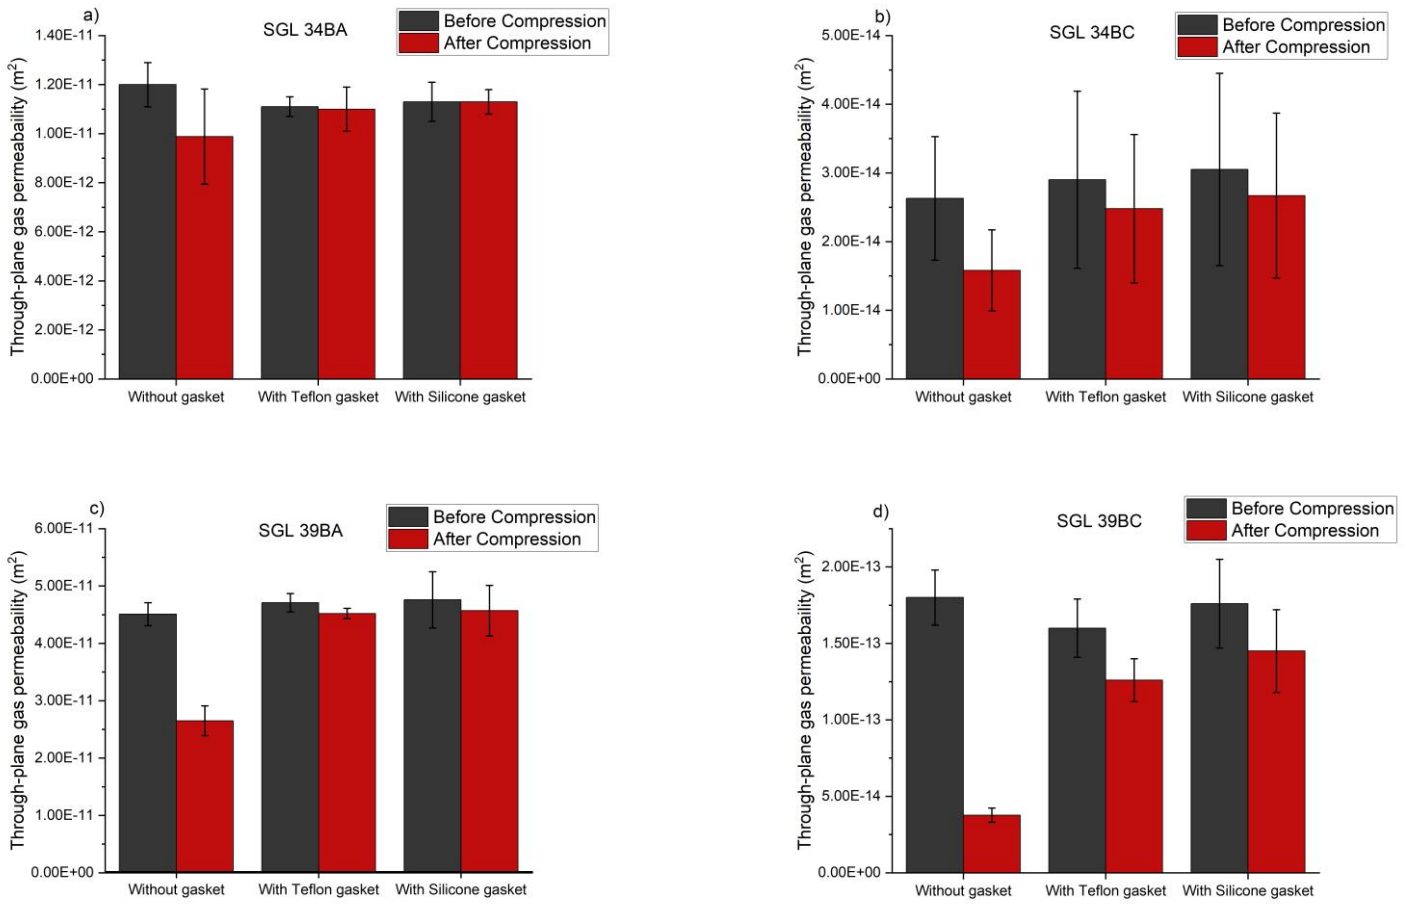 a)
SGL 34BA
Before Compression
After Compression
Through-plane gas permeabaility (m²)
1.40E-11
1.20E-11
1.00E-11
8.00E-12
6.00E-12
4.00E-12
2.00E-12
0.00E+00
Without gasket
With Teflon gasket
With Silicone gasket
b)
SGL 34BC
Before Compression
After Compression
Through-plane gas permeabaility (m²)
5.00E-14
4.00E-14
3.00E-14
2.00E-14
1.00E-14
0.00E+00
Without gasket
With Teflon gasket
With Silicone gasket
c)
SGL 39BA
Before Compression
After Compression
Through-plane gas permeabaility (m²)
6.00E-11
5.00E-11
4.00E-11
3.00E-11
2.00E-11
1.00E-11
0.00E+00
Without gasket
With Teflon gasket
With Silicone gasket
d)
SGL 39BC
Before Compression
After Compression
Through-plane gas permeabaility (m²)
2.00E-13
1.50E-13
1.00E-13
5.00E-14
0.00E+00
Without gasket
With Teflon gasket
With Silicone gasket